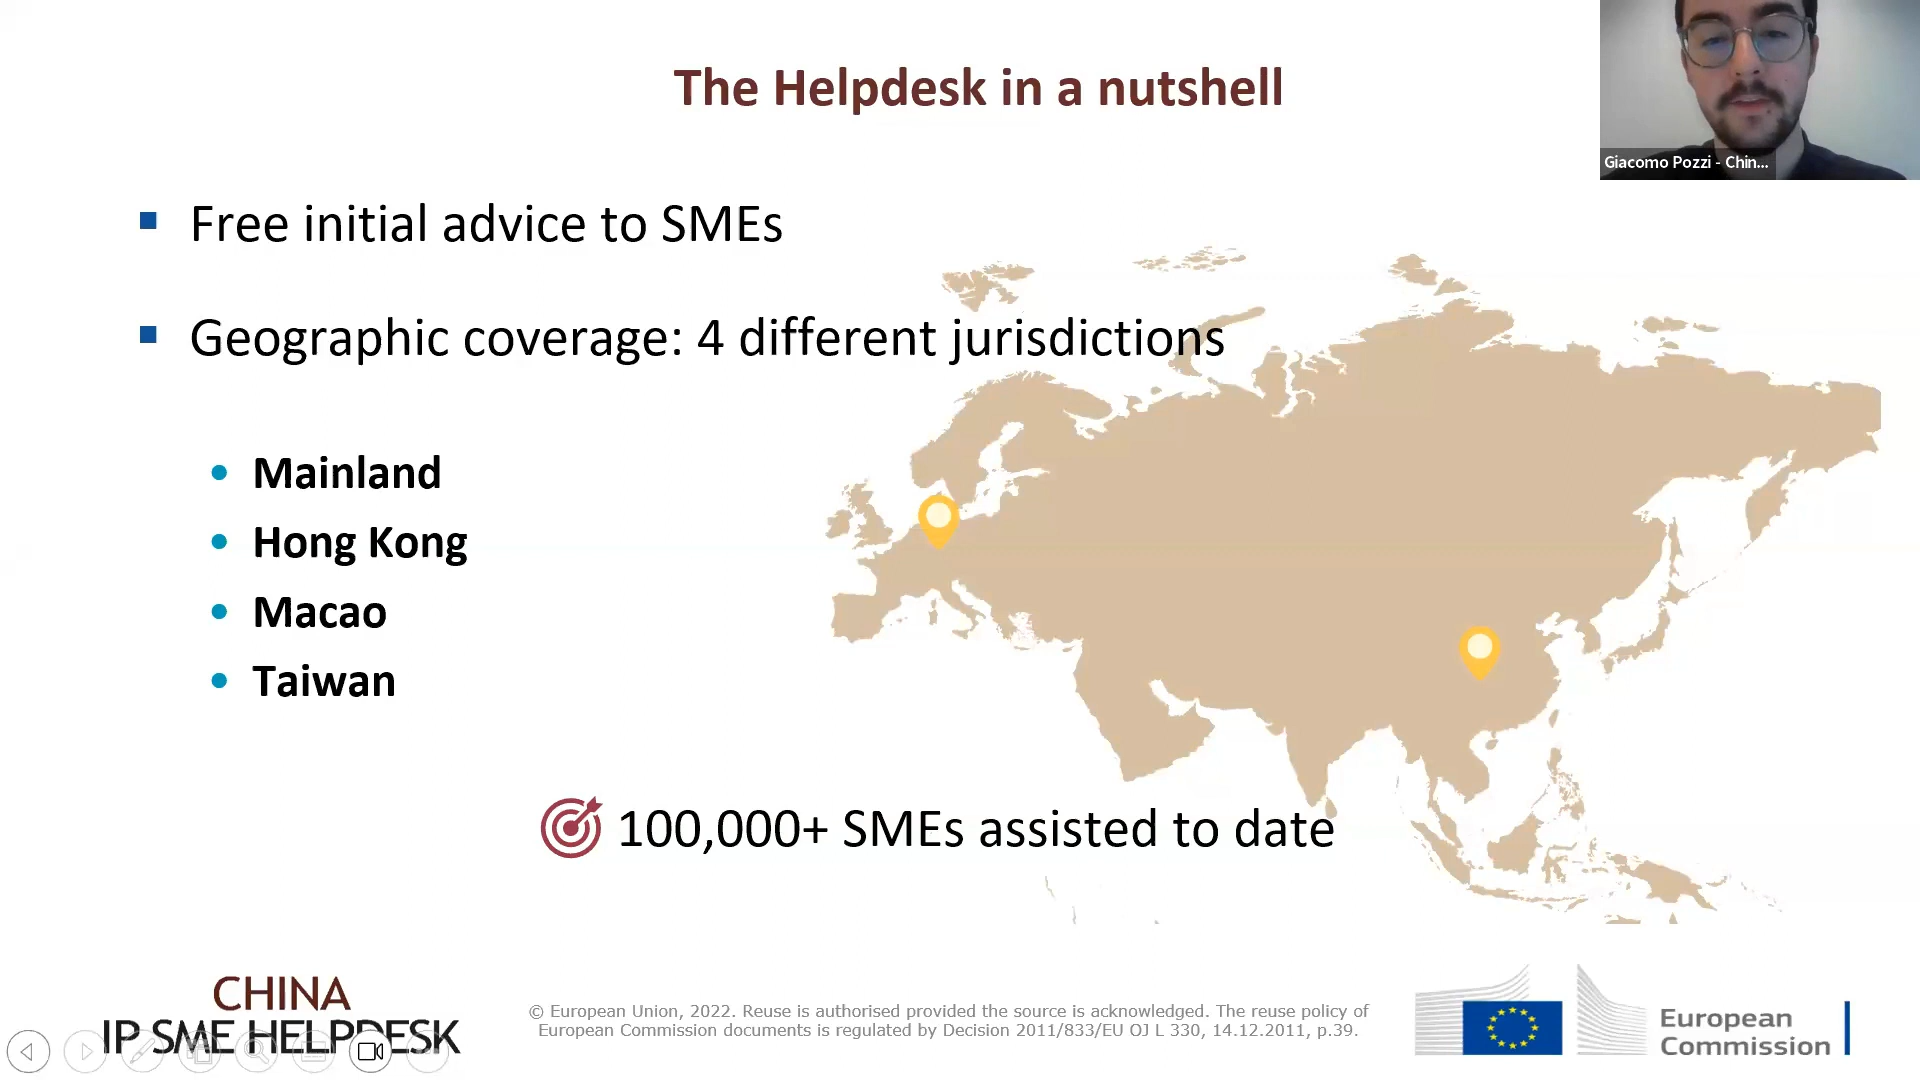 The Helpdesk in a nutshell
Giacomo Pozzi - Chin...
Free initial advice to SMEs
Geographic coverage: 4 different jurisdictions
Mainland
Hong Kong
Macao
Taiwan
100,000+ SMEs assisted to date
CHINA
IP SME HELPDESK
© European Union, 2022. Reuse is authorised provided the source is acknowledged. The reuse policy of
European Commission documents is regulated by Decision 2011/833/EU OJ L 330, 14.12.2011, p.39.
European
Commission